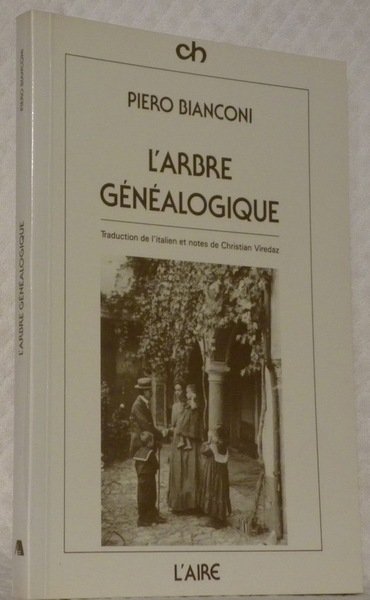 ch
PIERO BIANCONI
L'ARBRE
GÉNÉALOGIQUE
Traduction de l'italien et notes de Christian Viredaz
L'AIRE
PIERO BIANCONI
L'ARBRE GÉNÉALOGIQUE